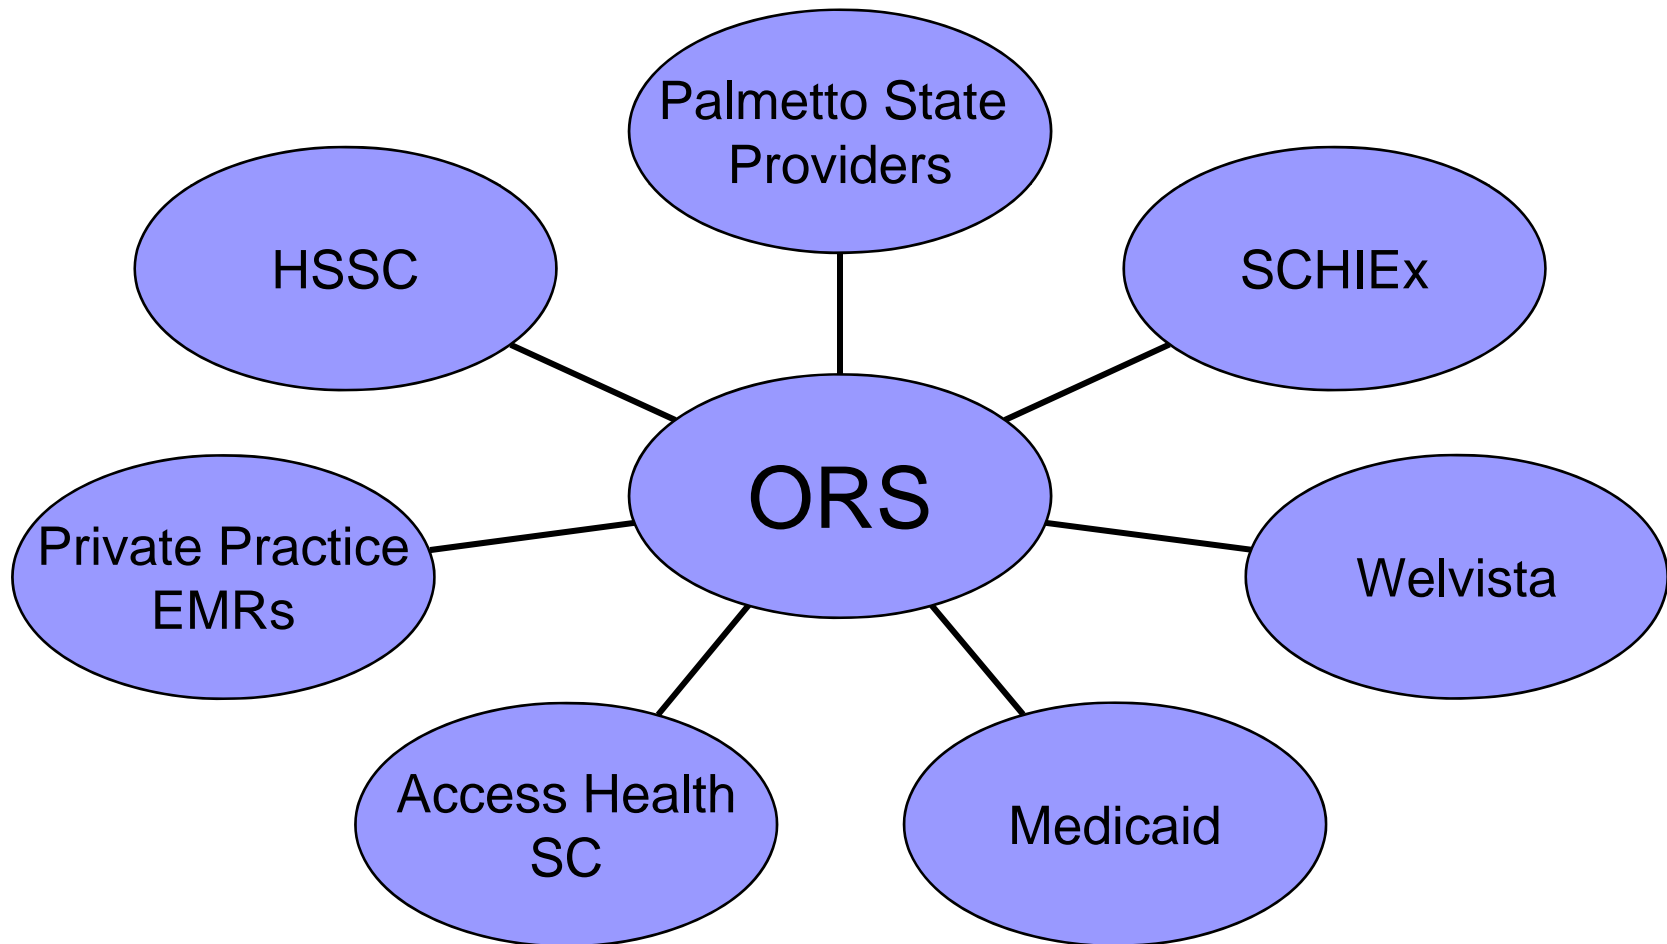 Palmetto State
Providers
HSSC
SCHIEx
ORS
Private Practice
EMRs
Welvista
Access Health
SC
Medicaid